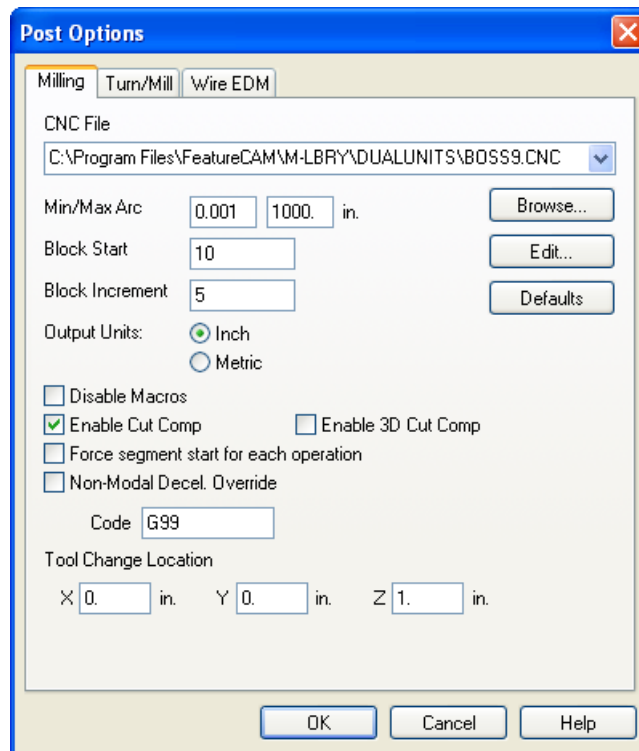 Post Options
Milling Turn/Mill Wire EDM
CNC File
C:\Program Files\FeatureCAM\M-LBRY\DUALUNITS\BOSS9.CNC
Min/Max Arc 0.001 1000. in. Browse...
Block Start 10 Edit...
Block Increment 5 Defaults
Output Units: Inch
Metric
Disable Macros
Enable Cut Comp Enable 3D Cut Comp
Force segment start for each operation
Non-Modal Decel. Override
Code G99
Tool Change Location
X 0. in. Y 0. in. Z 1. in.
OK Cancel Help